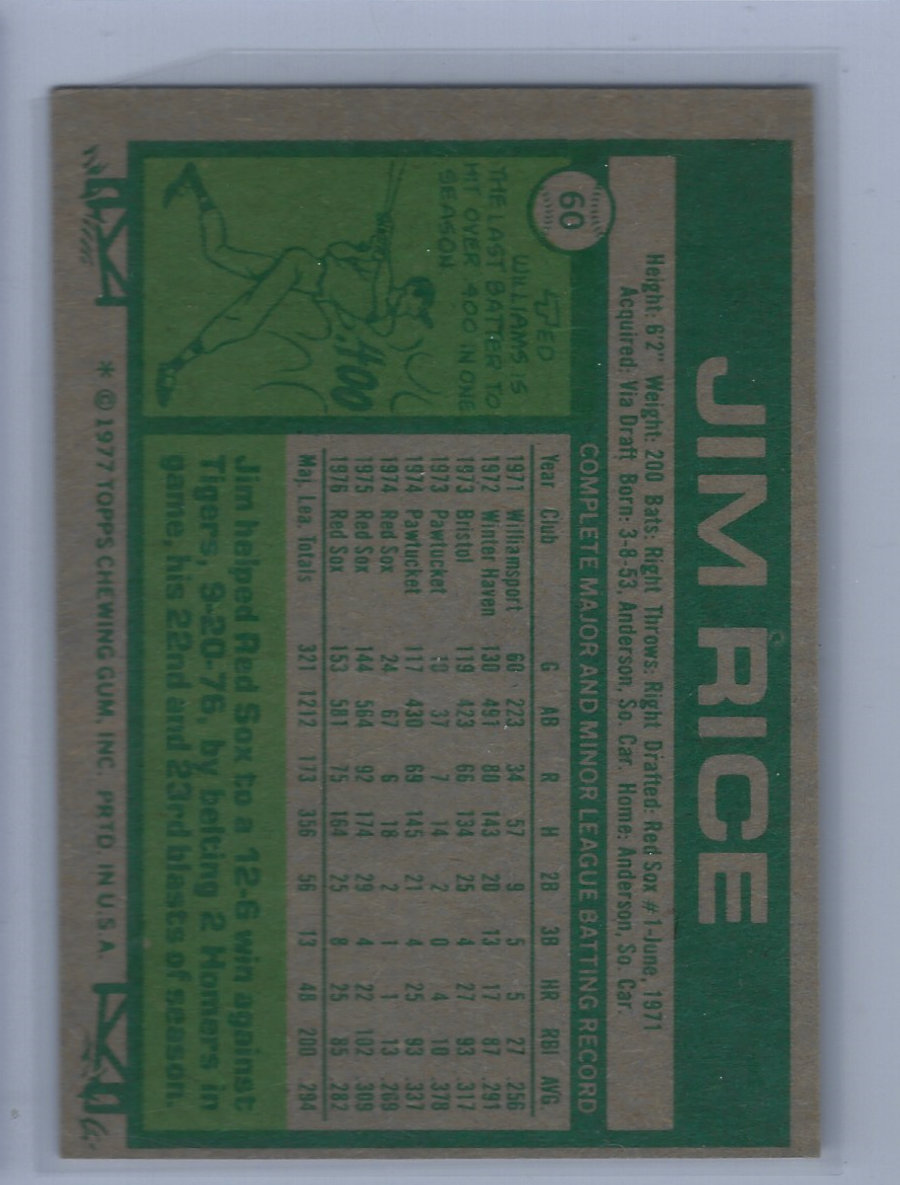 JIM RICE
60
Height: 6'2" Weight: 200 Bats: Right Throws: Right Drafted: Red Sox #1-June, 1971
Acquired: Via Draft Born: 3-8-53, Anderson, So. Car. Home: Anderson, So. Car.
COMPLETE MAJOR AND MINOR LEAGUE BATTING RECORD
Year Club G AB R H 2B 3B HR RBI AVG.
1971 Williamsport 60 223 34 57 9 5 5 27 .256
1972 Winter Haven 130 491 80 143 20 13 17 87 .291
1973 Bristol 119 423 66 134 25 4 27 93 .317
1973 Pawtucket 10 37 7 14 2 0 4 10 .378
1974 Pawtucket 117 430 69 145 21 4 25 93 .337
1974 Red Sox 24 67 6 18 2 1 1 13 .269
1975 Red Sox 144 564 92 174 29 4 22 102 .309
1976 Red Sox 153 581 75 164 25 8 25 85 .282
Maj. Lea. Totals 321 1212 173 356 56 13 48 200 .294
TED
WILLIAMS IS
THE LAST BATTER TO
HIT OVER .400 IN ONE
SEASON
.400
Jim helped Red Sox to a 12-6 win against
Tigers, 9-20-76, by belting 2 Homers in
game, his 22nd and 23rd blasts of season.
* © 1977 TOPPS CHEWING GUM, INC. PRTD. IN U.S.A.